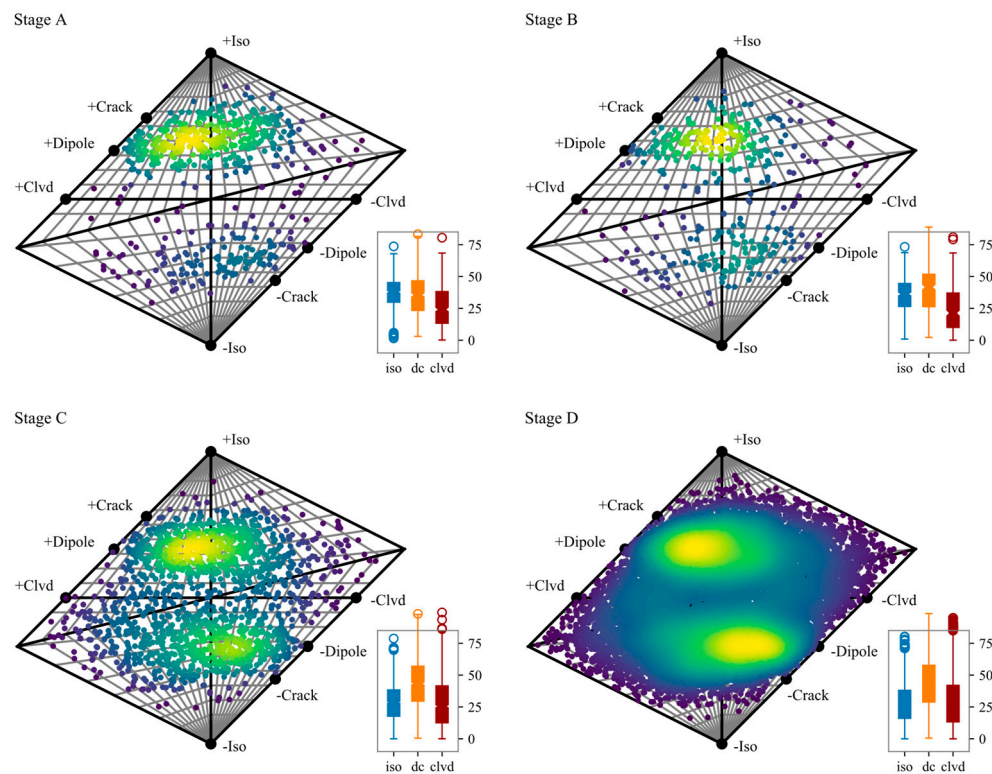 Stage A
+Iso
+Crack
+Dipole
+Clvd
-Clvd
-Dipole
-Crack
-Iso
75
50
25
0
iso dc clvd
Stage B
+Iso
+Crack
+Dipole
+Clvd
-Clvd
-Dipole
-Crack
-Iso
75
50
25
0
iso dc clvd
Stage C
+Iso
+Crack
+Dipole
+Clvd
-Clvd
-Dipole
-Crack
-Iso
75
50
25
0
iso dc clvd
Stage D
+Iso
+Crack
+Dipole
+Clvd
-Clvd
-Dipole
-Crack
-Iso
75
50
25
0
iso dc clvd